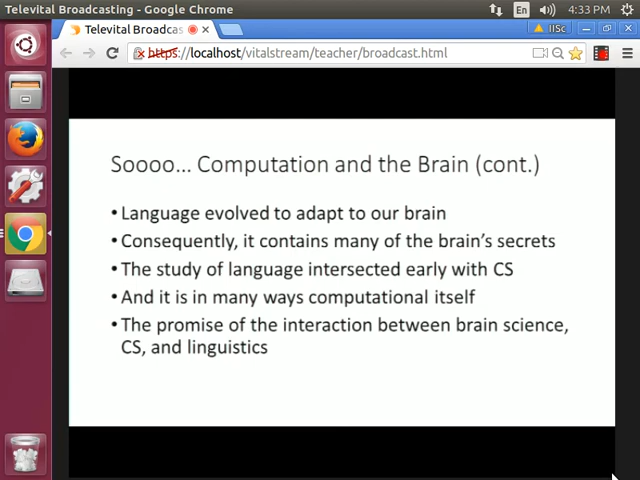 Televital Broadcasting - Google Chrome
En
4:33 PM
Televital Broadcas
IISc
https://localhost/vitalstream/teacher/broadcast.html
Soooo... Computation and the Brain (cont.)
• Language evolved to adapt to our brain
• Consequently, it contains many of the brain's secrets
• The study of language intersected early with CS
• And it is in many ways computational itself
• The promise of the interaction between brain science,
CS, and linguistics